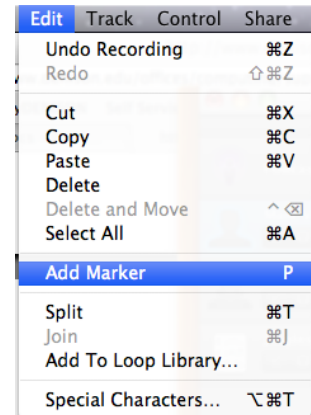 Edit Track Control Share
Undo Recording ⌘Z
Redo ⇧⌘Z
Cut ⌘X
Copy ⌘C
Paste ⌘V
Delete
Delete and Move ^⌫
Select All ⌘A
Add Marker P
Split ⌘T
Join ⌘J
Add To Loop Library...
Special Characters... ⌥⌘T